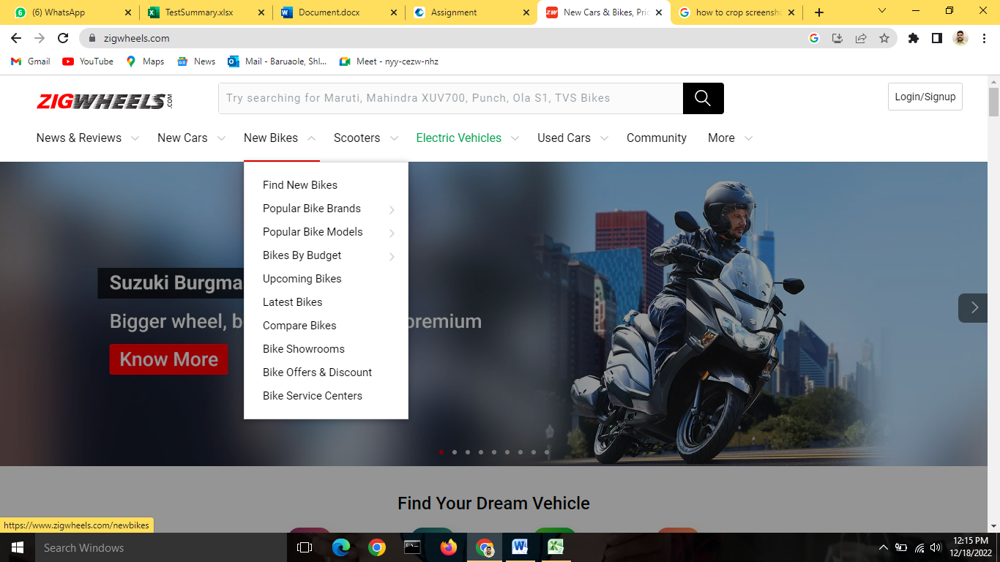 (6) WhatsApp
TestSummary.xlsx
Document.docx
Assignment
New Cars & Bikes, Pric
how to crop screensh
zigwheels.com
Gmail
YouTube
Maps
News
Mail - Baruaole, Shl...
Meet - nyy-cezw-nhz
ZIGWHEELS.COM
Try searching for Maruti, Mahindra XUV700, Punch, Ola S1, TVS Bikes
Login/Signup
News & Reviews
New Cars
New Bikes
Scooters
Electric Vehicles
Used Cars
Community
More
Find New Bikes
Popular Bike Brands
Popular Bike Models
Bikes By Budget
Upcoming Bikes
Latest Bikes
Compare Bikes
Bike Showrooms
Bike Offers & Discount
Bike Service Centers
Suzuki Burgma
Bigger wheel, b premium
Know More
Find Your Dream Vehicle
https://www.zigwheels.com/newbikes
Search Windows
12:15 PM
12/18/2022